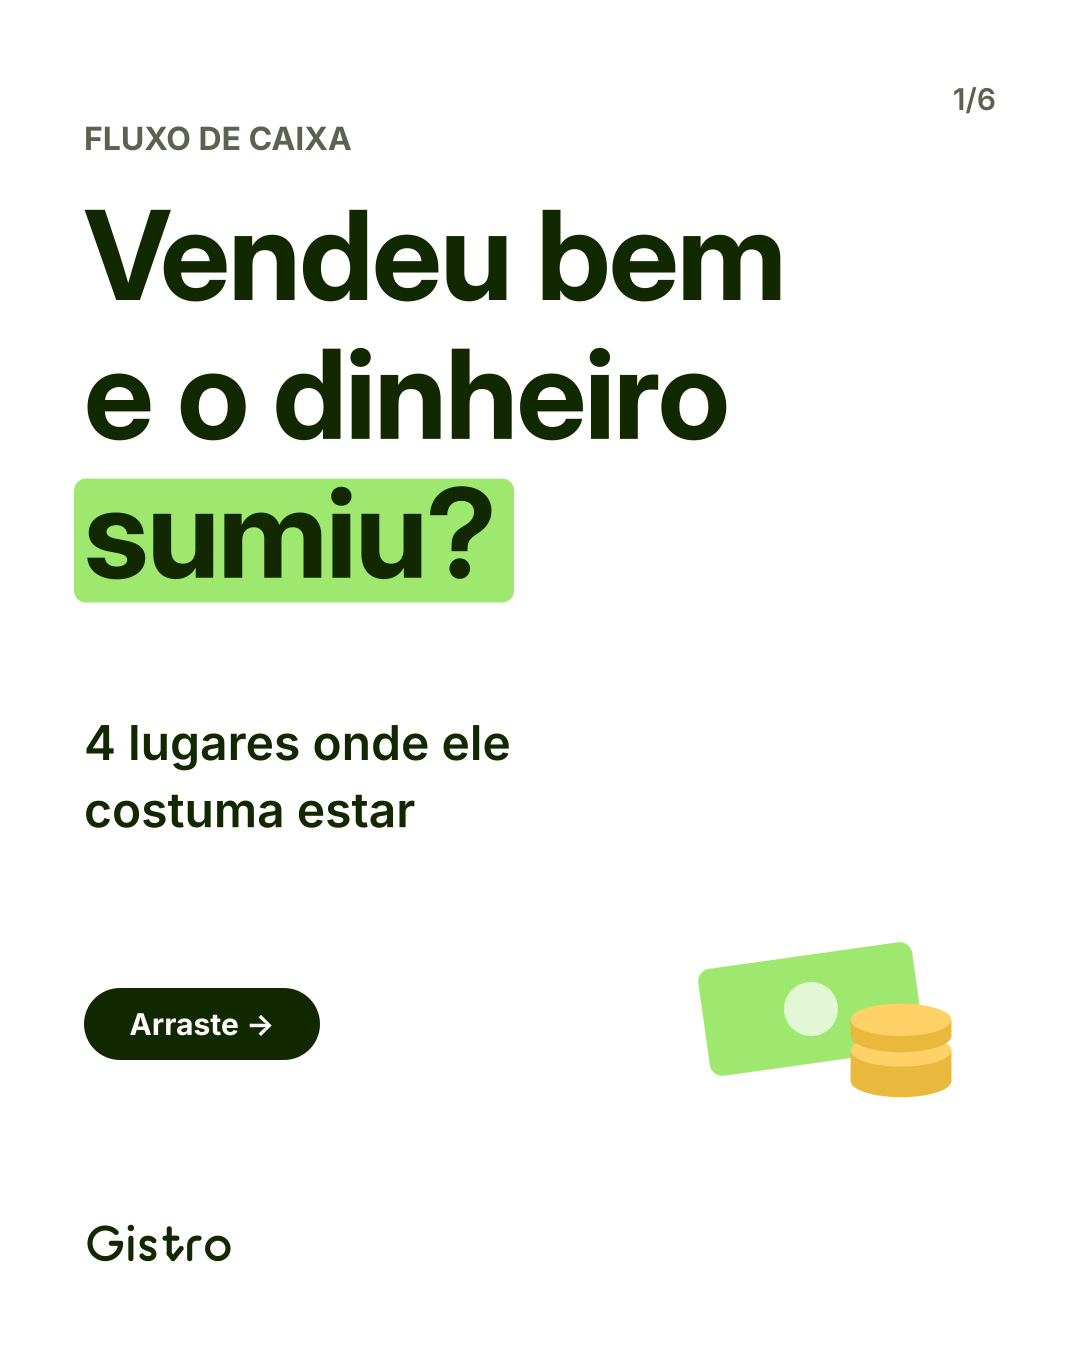 1/6
FLUXO DE CAIXA
Vendeu bem
e o dinheiro
sumiu?
4 lugares onde ele
costuma estar
Arraste →
Gistro